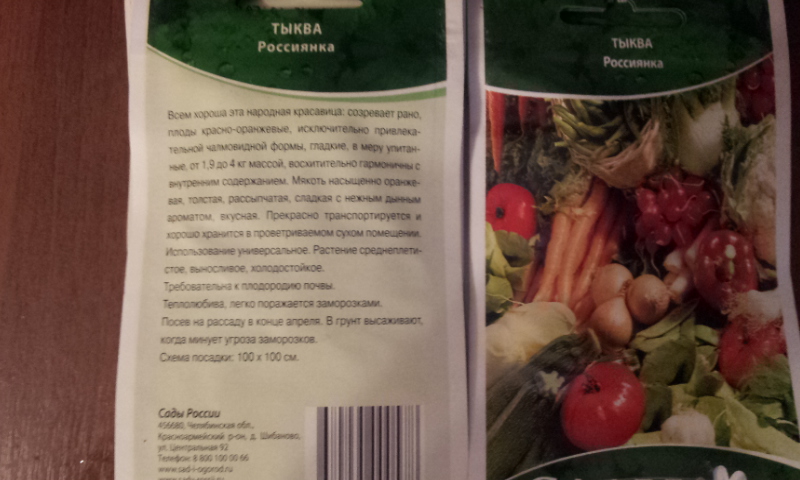 ТЫКВА
Россиянка
Всем хороша эта народная красавица: созревает рано,
плоды красно-оранжевые, исключительно привлека-
тельной чалмовидной формы, гладкие, в меру упитан-
ные, от 1,9 до 4 кг массой, восхитительно гармоничны с
внутренним содержанием. Мякоть насыщенно оранже-
вая, толстая, рассыпчатая, сладкая с нежным дынным
ароматом, вкусная. Прекрасно транспортируется и
хорошо хранится в проветриваемом сухом помещении.
Использование универсальное. Растение среднеплети-
стое, выносливое, холодостойкое.
Требовательна к плодородию почвы.
Теплолюбива, легко поражается заморозками.
Посев на рассаду в конце апреля. В грунт высаживают,
когда минует угроза заморозков.
Схема посадки: 100 х 100 см.
Сады России
456680, Челябинская обл.,
Красноармейский р-он, д. Шибаново,
ул. Центральная 92
Телефон: 8 800 100 00 66
www.sad-i-ogorod.ru
ТЫКВА
Россиянка